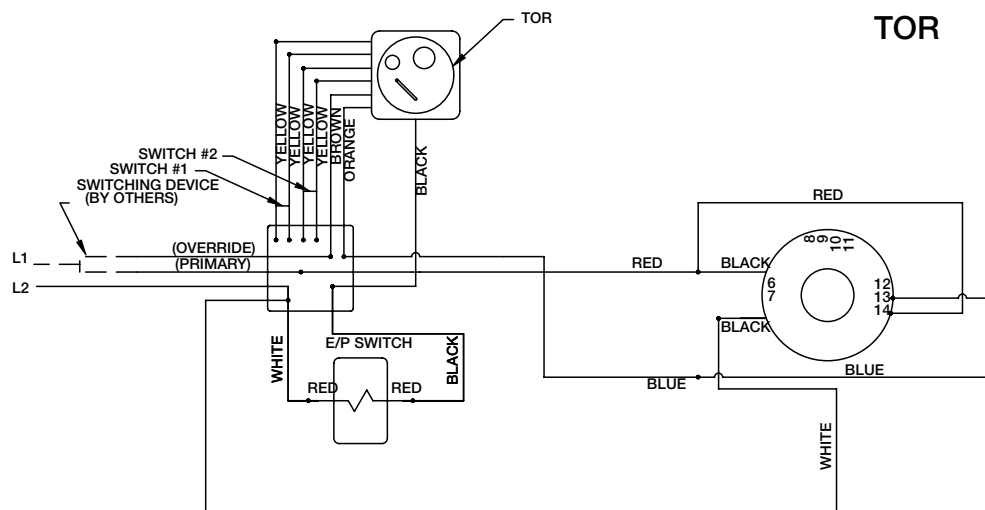 TOR
TOR
YELLOW
YELLOW
YELLOW
YELLOW
BROWN
ORANGE
BLACK
SWITCH #2
SWITCH #1
SWITCHING DEVICE
(BY OTHERS)
L1
(OVERRIDE)
(PRIMARY)
L2
RED
RED
BLACK
8
9
10
11
6
7
12
13
14
BLACK
E/P SWITCH
WHITE
BLACK
RED
RED
BLUE
BLUE
WHITE